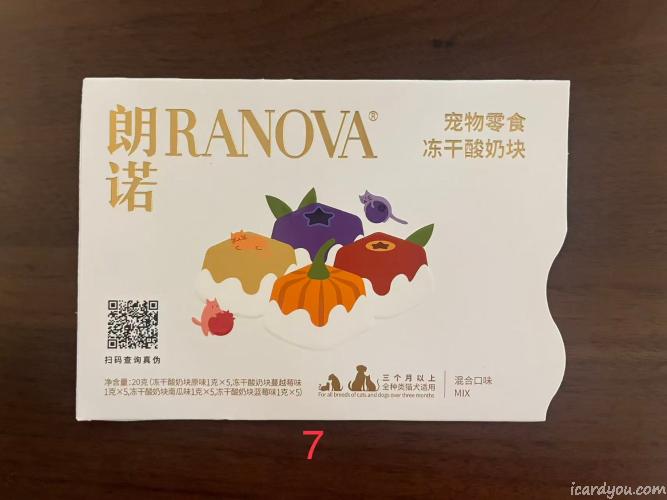 朗诺
RANOVA®
宠物零食
冻干酸奶块
扫码查询真伪
净含量:20克(冻干酸奶块原味1克×5,冻干酸奶块蔓越莓味
1克×5,冻干酸奶块南瓜味1克×5,冻干酸奶块蓝莓味1克×5)
三个月以上
全种类猫犬适用
For all breeds of cats and dogs over three months
混合口味
MIX
7
icardyou.com